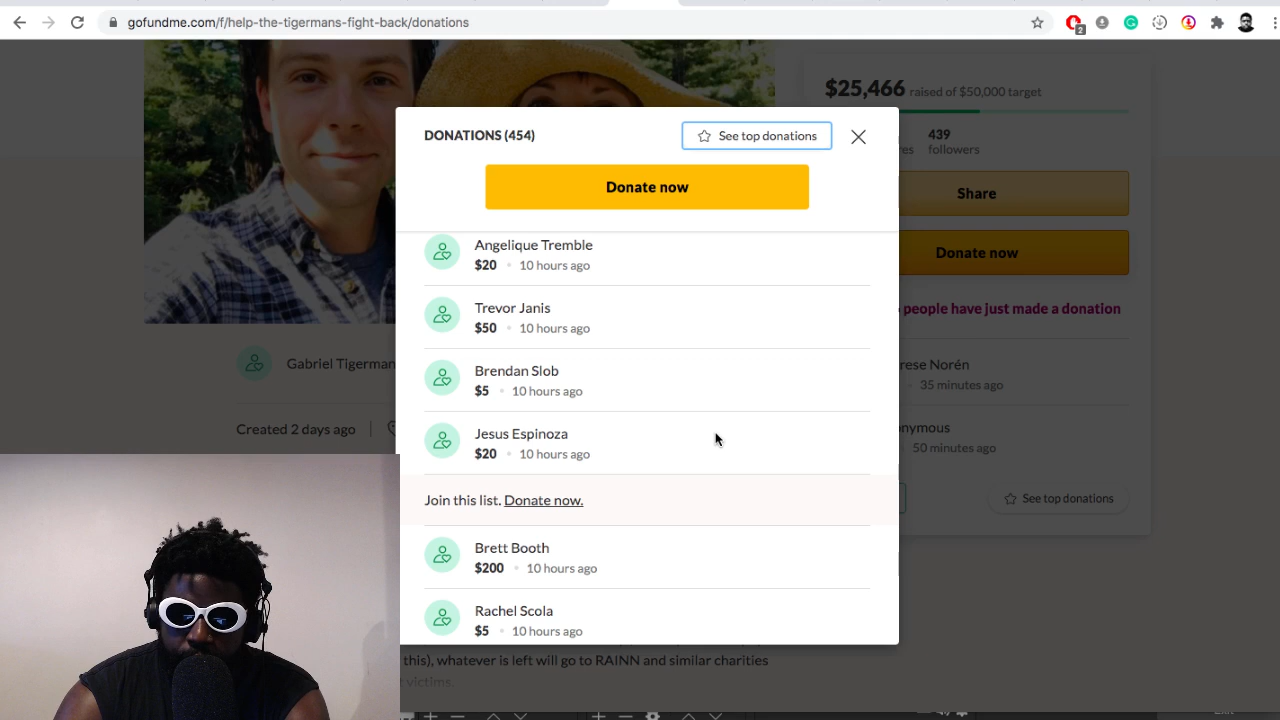 gofundme.com/f/help-the-tigermans-fight-back/donations
2
$25,466 raised of $50,000 target
DONATIONS (454)
See top donations
439
res followers
Donate now
Share
Donate now
Angelique Tremble
$20 • 10 hours ago
people have just made a donation
Trevor Janis
$50 • 10 hours ago
Gabriel Tigerman
rese Norén
35 minutes ago
Brendan Slob
$5 • 10 hours ago
Created 2 days ago
onymous
50 minutes ago
Jesus Espinoza
$20 • 10 hours ago
Join this list. Donate now.
See top donations
Brett Booth
$200 • 10 hours ago
Rachel Scola
$5 • 10 hours ago
this), whatever is left will go to RAINN and similar charities
t victims.